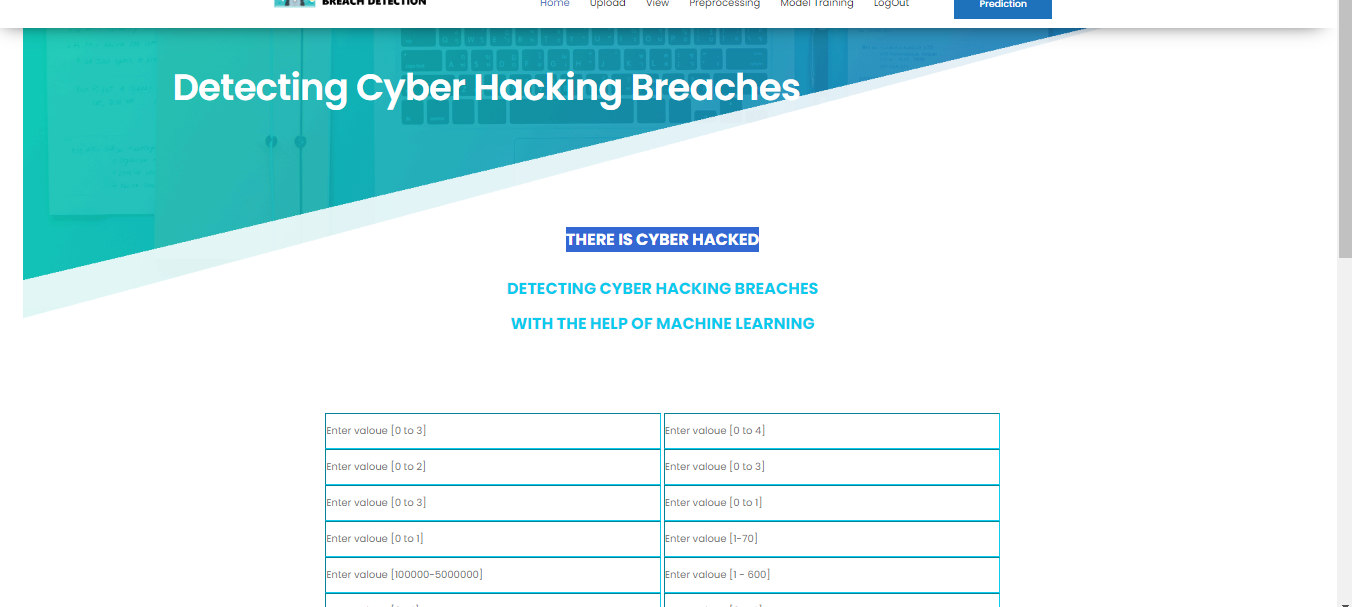 BREACH DETECTION
Home Upload View Preprocessing Model Training LogOut Prediction
Detecting Cyber Hacking Breaches
THERE IS CYBER HACKED
DETECTING CYBER HACKING BREACHES
WITH THE HELP OF MACHINE LEARNING
Enter valoue [0 to 3] Enter valoue [0 to 4]
Enter valoue [0 to 2] Enter valoue [0 to 3]
Enter valoue [0 to 3] Enter valoue [0 to 1]
Enter valoue [0 to 1] Enter valoue [1-70]
Enter valoue [100000-5000000] Enter valoue [1 - 600]